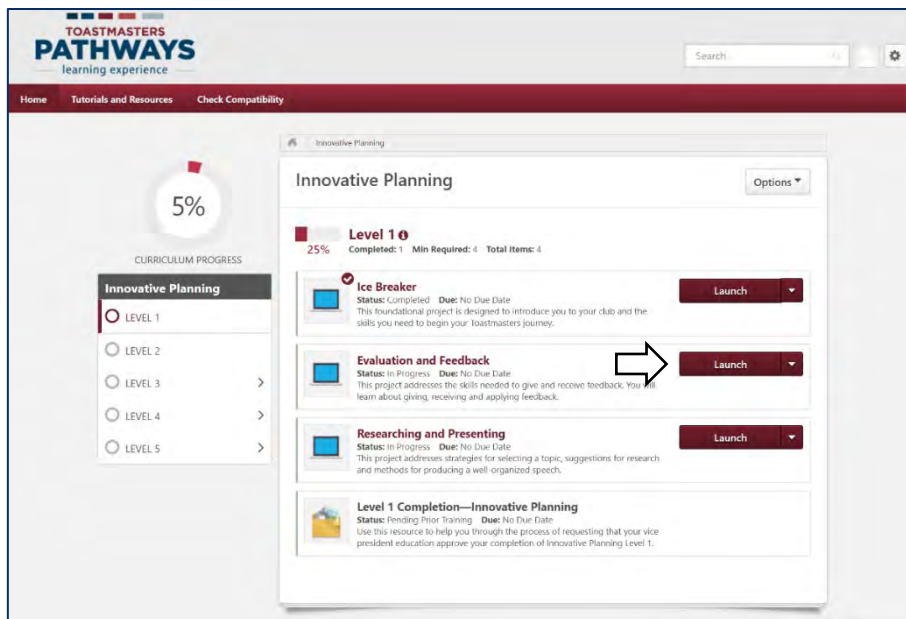 TOASTMASTERS
PATHWAYS
learning experience
Search
Home Tutorials and Resources Check Compatibility
Innovative Planning
5%
CURRICULUM PROGRESS
Innovative Planning
LEVEL 1
LEVEL 2
LEVEL 3
LEVEL 4
LEVEL 5
Innovative Planning
Options
25%
Level 1
Completed: 1 Min Required: 4 Total Items: 4
Ice Breaker
Status: Completed Due: No Due Date
This foundational project is designed to introduce you to your club and the
skills you need to begin your Toastmasters journey.
Launch
Evaluation and Feedback
Status: In Progress Due: No Due Date
This project addresses the skills needed to give and receive feedback. You will
learn about giving, receiving and applying feedback.
Launch
Researching and Presenting
Status: In Progress Due: No Due Date
This project addresses strategies for selecting a topic, suggestions for research
and methods for producing a well-organized speech.
Launch
Level 1 Completion—Innovative Planning
Status: Pending Prior Training Due: No Due Date
Use this resource to help you through the process of requesting that your vice
president education approve your completion of Innovative Planning Level 1.